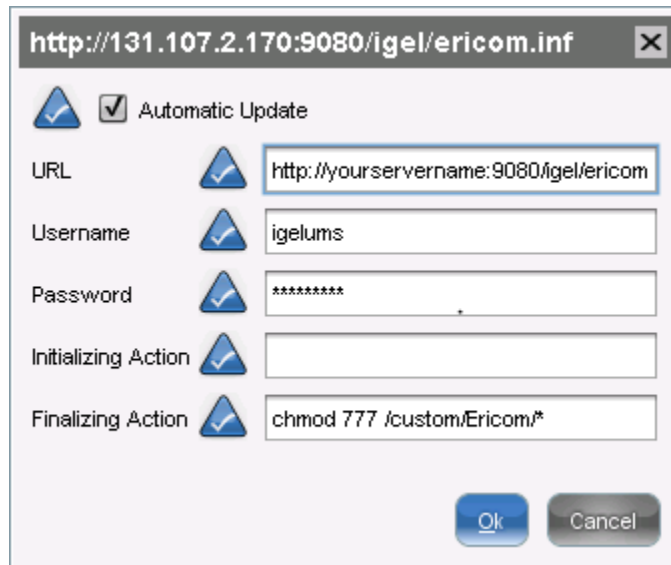 http://131.107.2.170:9080/igel/ericom.inf
Automatic Update
URL http://yourservername:9080/igel/ericom
Username igelums
Password *********
Initializing Action
Finalizing Action chmod 777 /custom/Ericom/*
Ok Cancel